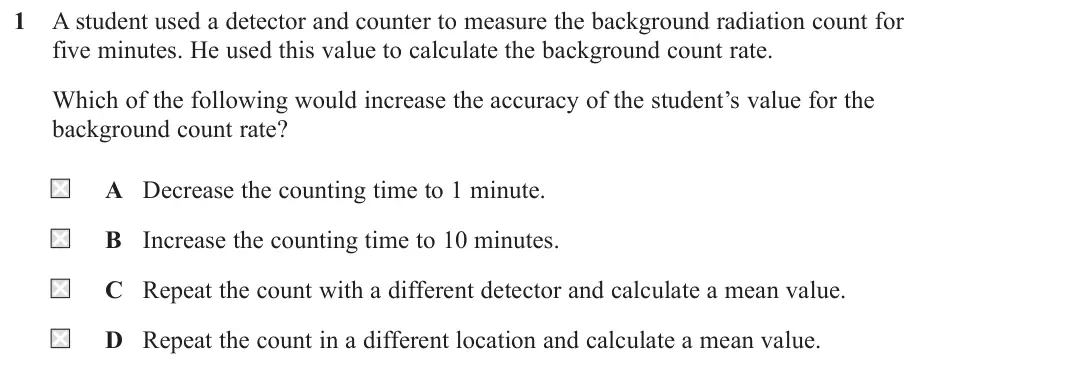 1 A student used a detector and counter to measure the background radiation count for
five minutes. He used this value to calculate the background count rate.
Which of the following would increase the accuracy of the student’s value for the
background count rate?
A Decrease the counting time to 1 minute.
B Increase the counting time to 10 minutes.
C Repeat the count with a different detector and calculate a mean value.
D Repeat the count in a different location and calculate a mean value.